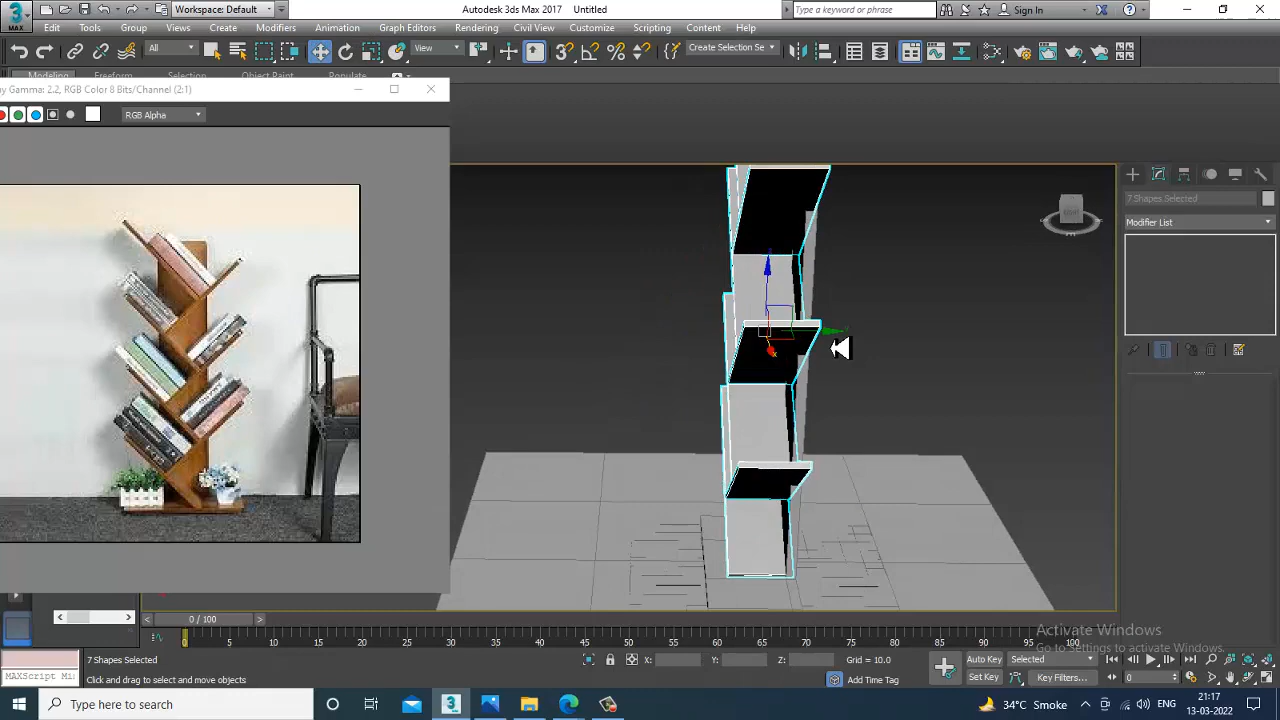 3 MAX
Workspace: Default
Autodesk 3ds Max 2017 Untitled
Type a keyword or phrase
Sign In
Edit Tools Group Views Create Modifiers Animation Graph Editors Rendering Civil View Customize Scripting Content Help
All
View
Create Selection Se
Modeling Freeform Selection Object Paint Populate
ay Gamma: 2.2, RGB Color 8 Bits/Channel (2:1)
RGB Alpha
7 Shapes Selected
Modifier List
RIGHT
z
x
0 / 100
0 5 10 15 20 25 30 35 40 45 50 55 60 65 70 75 80 85 90 95 100
Activate Windows
Go to Settings to activate Windows.
7 Shapes Selected
X: Y: Z: Grid = 10.0
Auto Key Selected
MAXScript Mi:
Click and drag to select and move objects
Add Time Tag
Set Key Key Filters...
0
Type here to search
34°C Smoke
ENG
21:17
13-03-2022